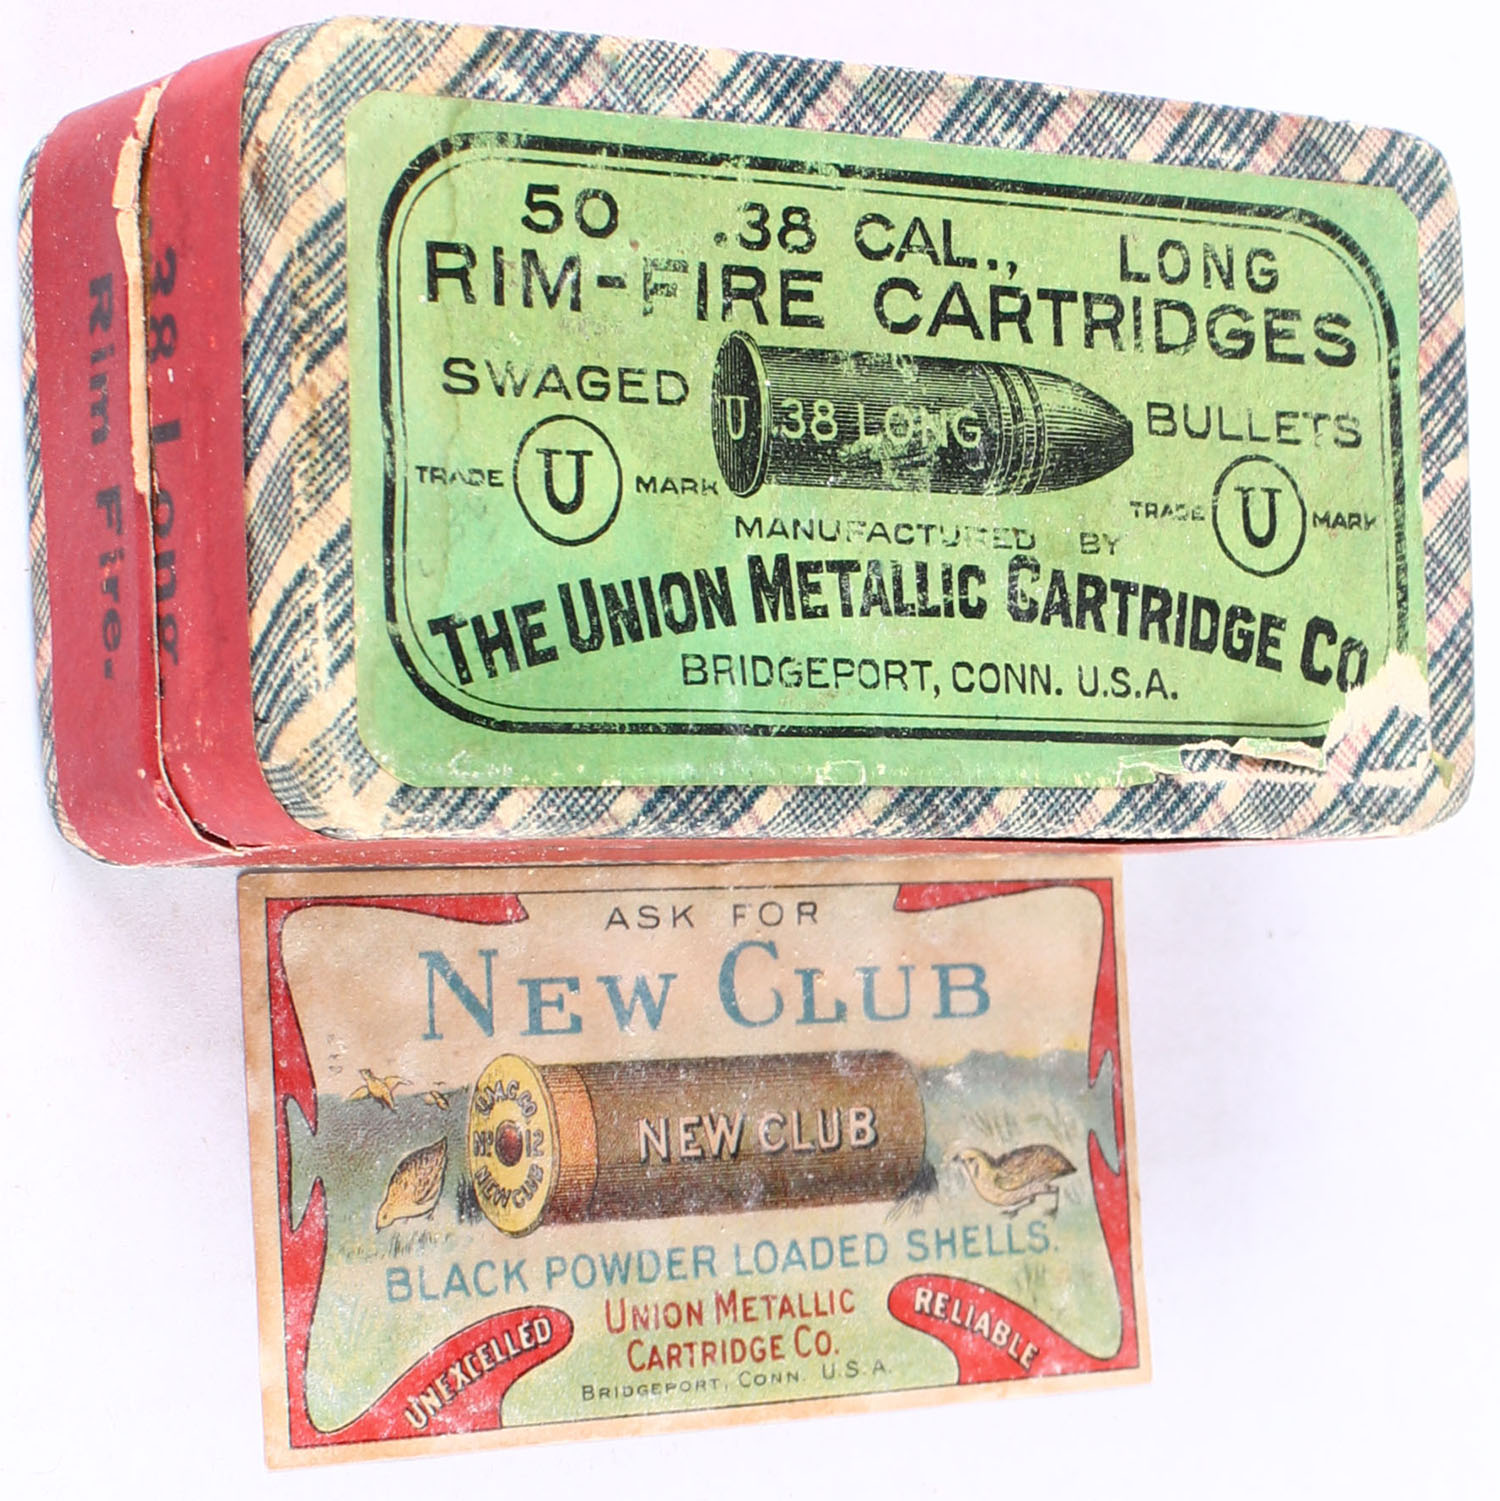 50 .38 CAL., LONG
RIM-FIRE CARTRIDGES
SWAGED BULLETS
U .38 LONG
TRADE U MARK
TRADE U MARK
MANUFACTURED BY
THE UNION METALLIC CARTRIDGE CO
BRIDGEPORT, CONN. U.S.A.
38 Long
Rim Fire.
ASK FOR
NEW CLUB
U.M.C. CO
No 12
NEW CLUB
NEW CLUB
BLACK POWDER LOADED SHELLS.
UNION METALLIC
CARTRIDGE CO.
BRIDGEPORT, CONN. U.S.A.
UNEXCELLED
RELIABLE